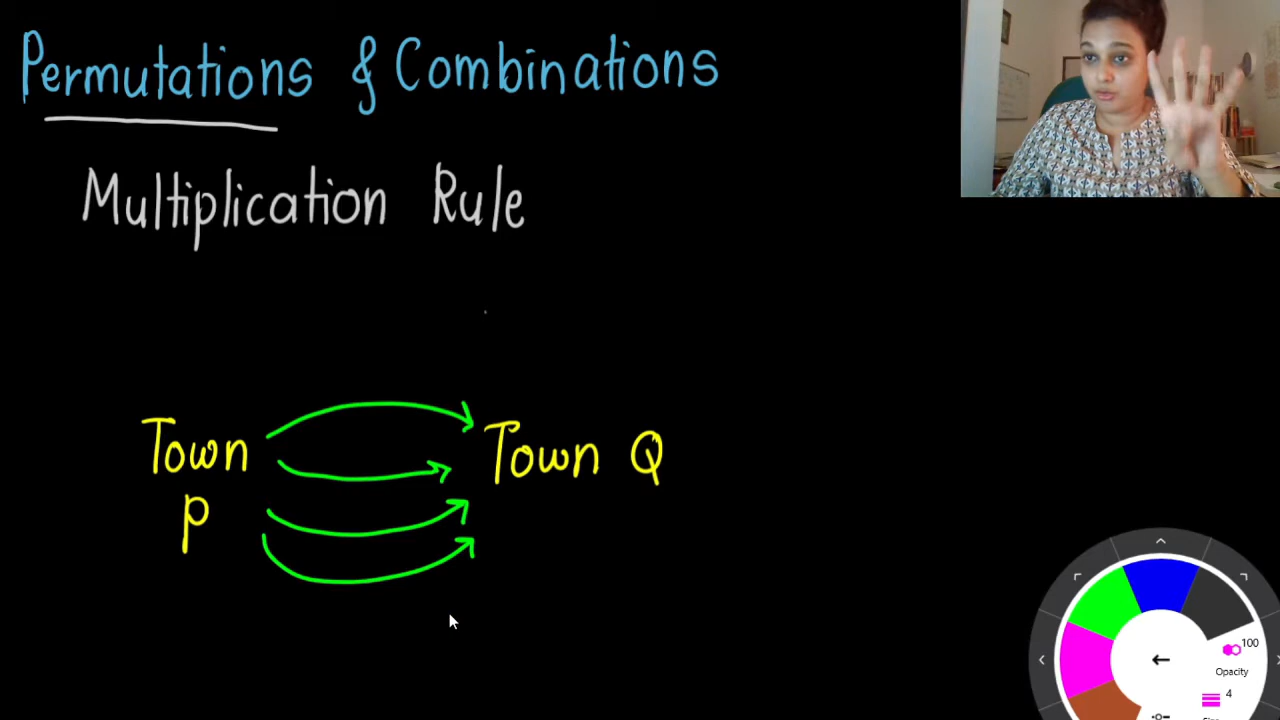 Permutations & Combinations
Multiplication Rule
Town
P
Town Q
100
Opacity
4